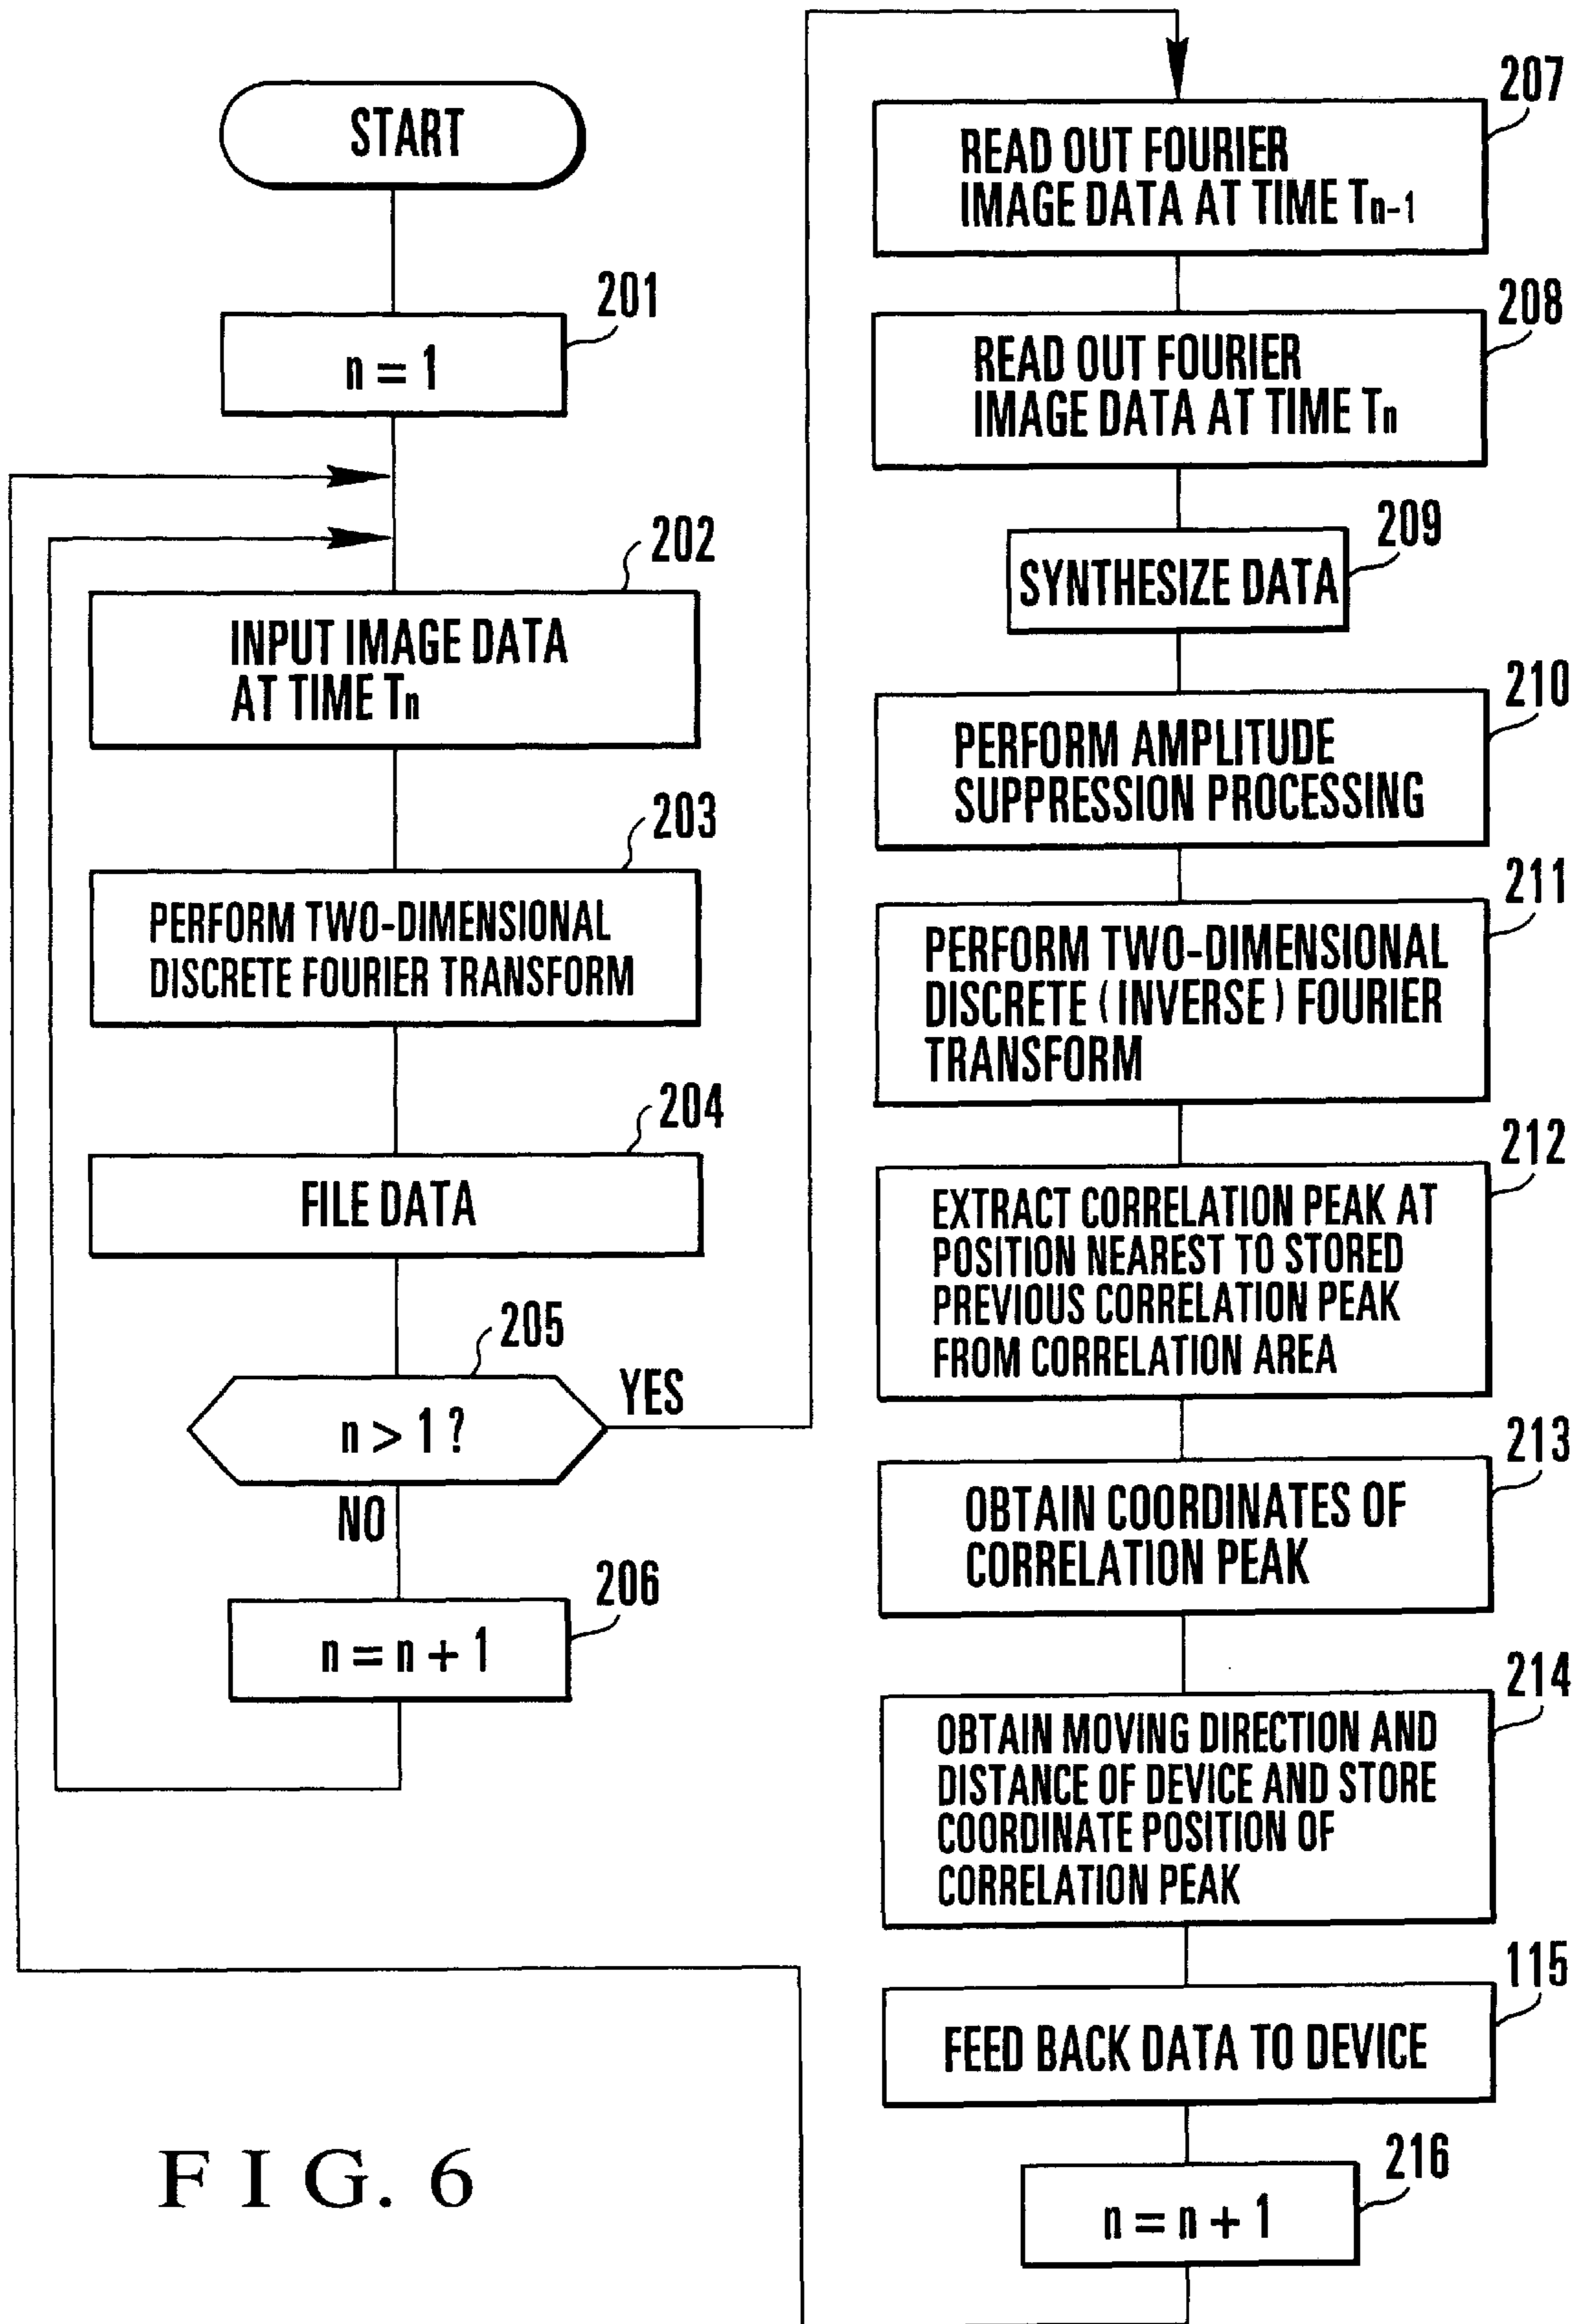 START
201
n = 1
202
INPUT IMAGE DATA
AT TIME Tn
203
PERFORM TWO-DIMENSIONAL
DISCRETE FOURIER TRANSFORM
204
FILE DATA
205
n > 1 ?
YES
NO
206
n = n + 1
207
READ OUT FOURIER
IMAGE DATA AT TIME Tn-1
208
READ OUT FOURIER
IMAGE DATA AT TIME Tn
209
SYNTHESIZE DATA
210
PERFORM AMPLITUDE
SUPPRESSION PROCESSING
211
PERFORM TWO-DIMENSIONAL
DISCRETE (INVERSE) FOURIER
TRANSFORM
212
EXTRACT CORRELATION PEAK AT
POSITION NEAREST TO STORED
PREVIOUS CORRELATION PEAK
FROM CORRELATION AREA
213
OBTAIN COORDINATES OF
CORRELATION PEAK
214
OBTAIN MOVING DIRECTION AND
DISTANCE OF DEVICE AND STORE
COORDINATE POSITION OF
CORRELATION PEAK
115
FEED BACK DATA TO DEVICE
216
n = n + 1
FIG. 6